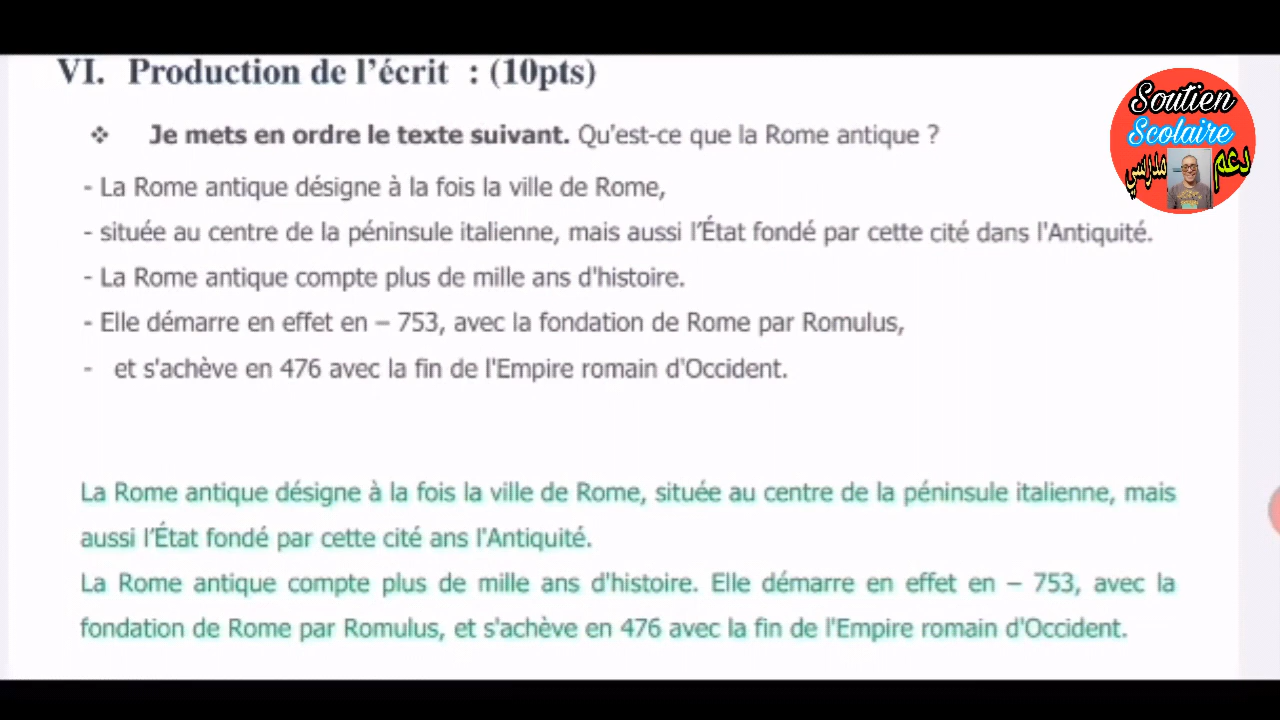 VI. Production de l'écrit : (10pts)
❖ Je mets en ordre le texte suivant. Qu'est-ce que la Rome antique ?
- La Rome antique désigne à la fois la ville de Rome,
- située au centre de la péninsule italienne, mais aussi l'État fondé par cette cité dans l'Antiquité.
- La Rome antique compte plus de mille ans d'histoire.
- Elle démarre en effet en – 753, avec la fondation de Rome par Romulus,
- et s'achève en 476 avec la fin de l'Empire romain d'Occident.
La Rome antique désigne à la fois la ville de Rome, située au centre de la péninsule italienne, mais
aussi l'État fondé par cette cité ans l'Antiquité.
La Rome antique compte plus de mille ans d'histoire. Elle démarre en effet en – 753, avec la
fondation de Rome par Romulus, et s'achève en 476 avec la fin de l'Empire romain d'Occident.
Soutien
Scolaire
دعم مدرسي